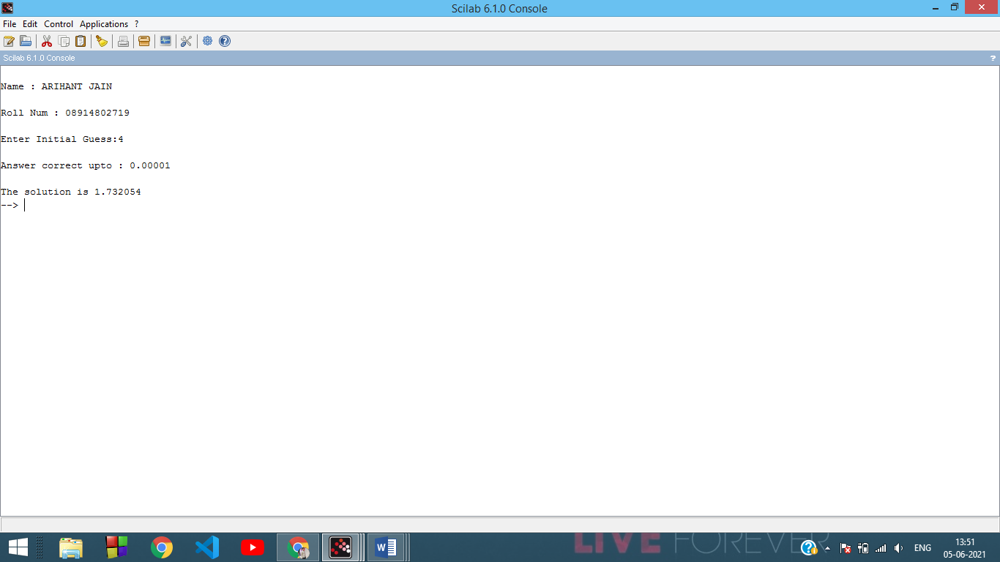 Scilab 6.1.0 Console
File Edit Control Applications ?
Scilab 6.1.0 Console ?
Name : ARIHANT JAIN
Roll Num : 08914802719
Enter Initial Guess:4
Answer correct upto : 0.00001
The solution is 1.732054
-->
LIVE FOREVER
ENG
13:51
05-06-2021